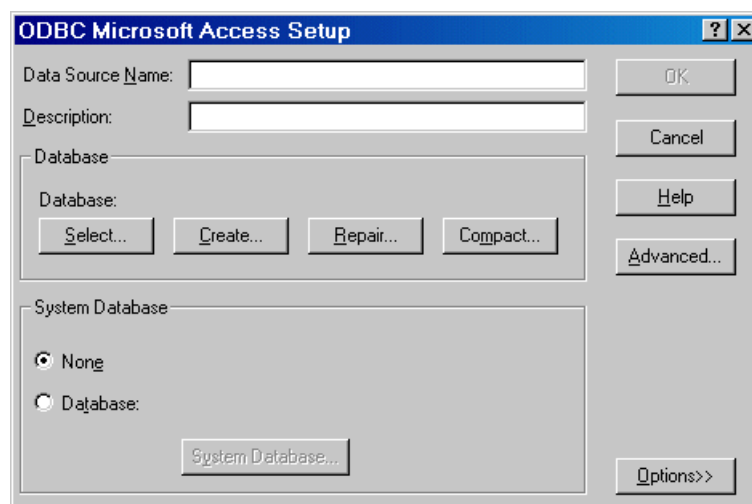 ODBC Microsoft Access Setup
Data Source Name:
OK
Description:
Cancel
Database
Database:
Help
Select...
Create...
Repair...
Compact...
Advanced...
System Database
None
Database:
System Database...
Options>>